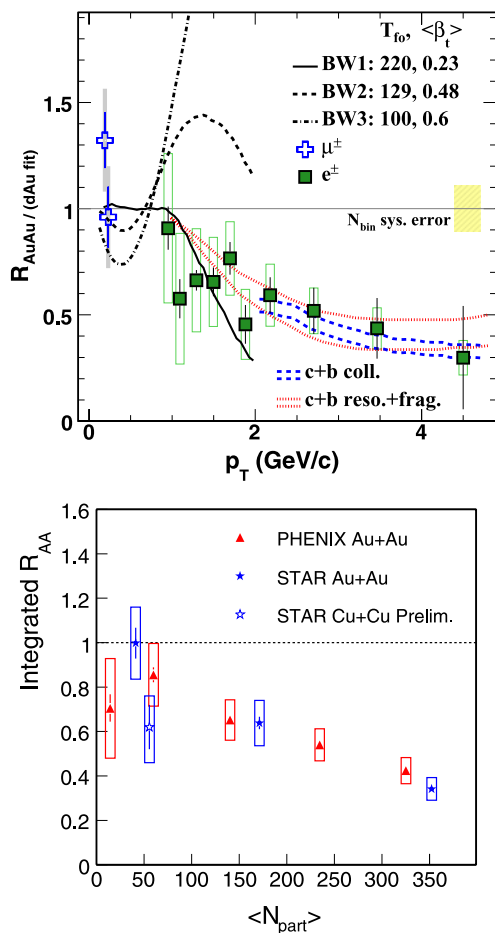 T_fo, <β_t>
BW1: 220, 0.23
BW2: 129, 0.48
BW3: 100, 0.6
μ±
e±
N_bin sys. error
c+b coll.
c+b reso.+frag.
R_AuAu / (dAu fit)
1.5
1
0.5
0
0
2
4
p_T (GeV/c)
1.6
1.4
1.2
1
0.8
0.6
0.4
0.2
0
Integrated R_AA
PHENIX Au+Au
STAR Au+Au
STAR Cu+Cu Prelim.
0 50 100 150 200 250 300 350
<N_part>